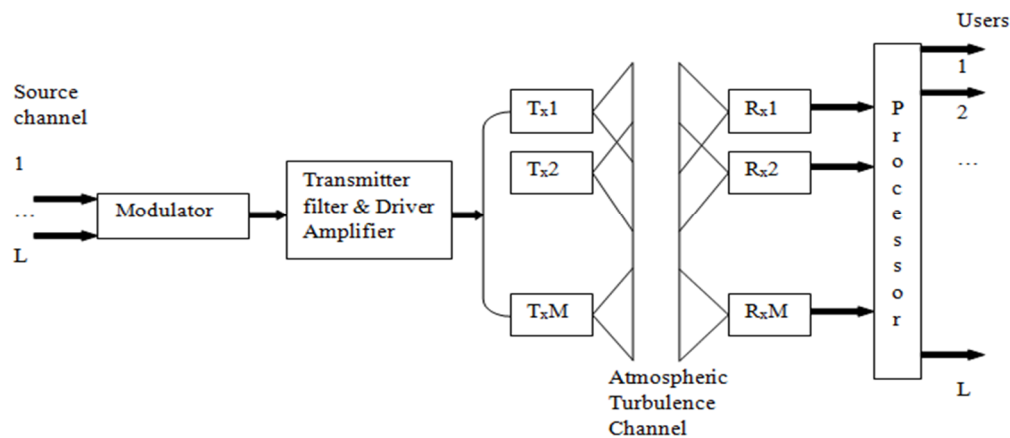 Source
channel
1
...
L
Modulator
Transmitter
filter & Driver
Amplifier
Tx1
Tx2
TxM
Atmospheric
Turbulence
Channel
Rx1
Rx2
RxM
P
r
o
c
e
s
s
o
r
Users
1
2
...
L